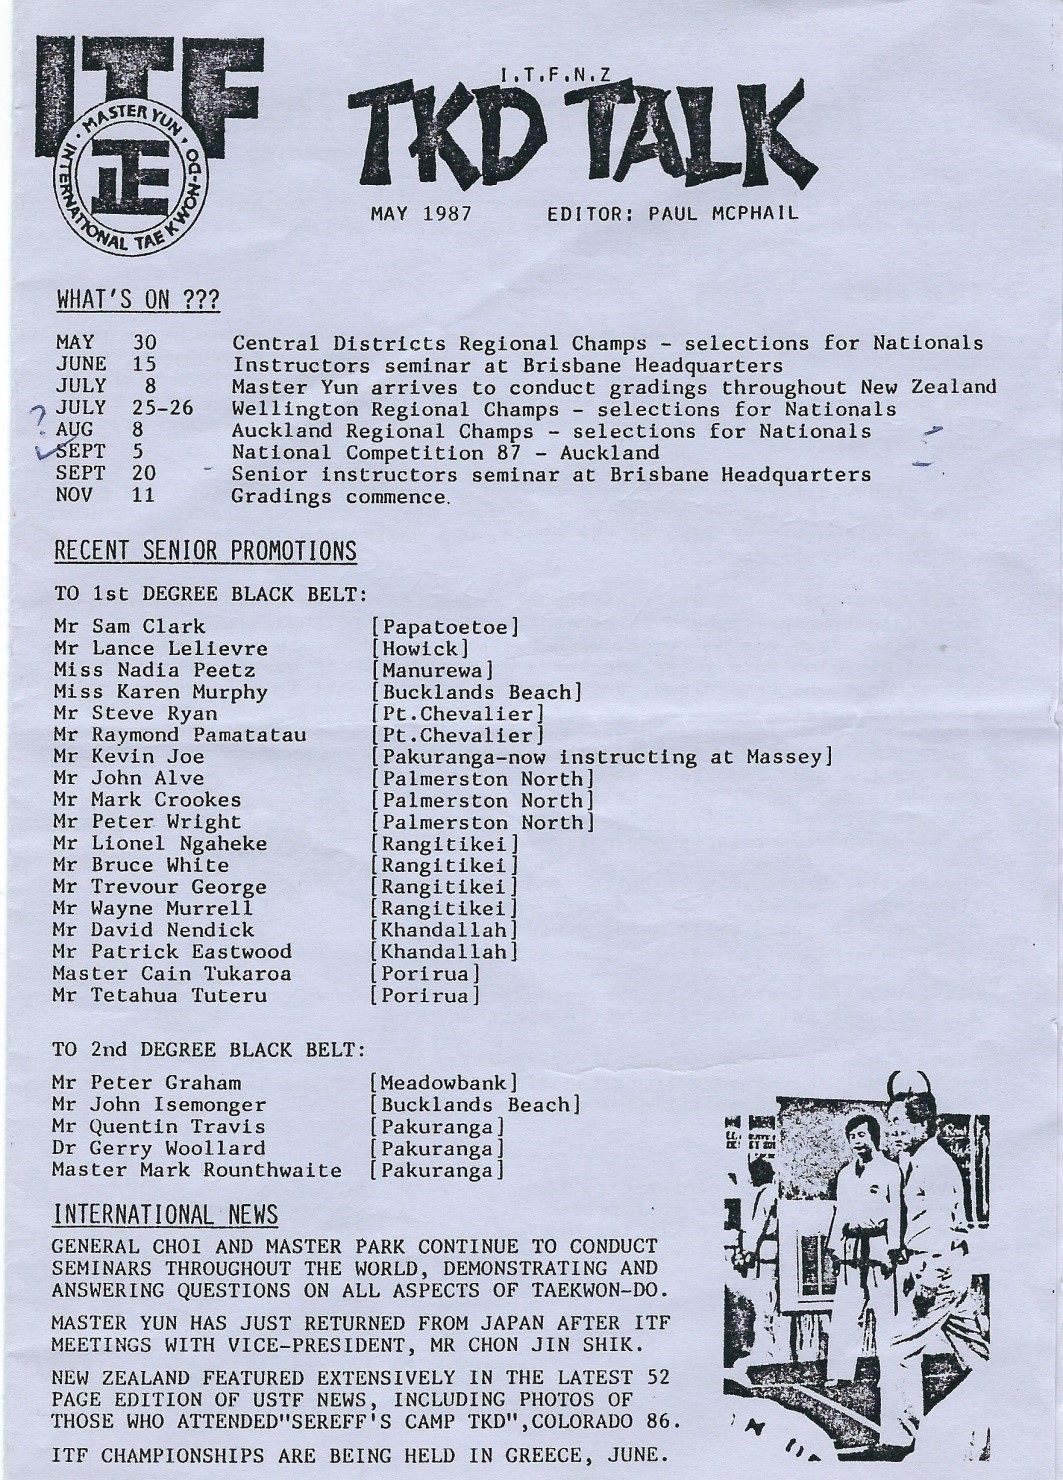 ITF
MASTER YUN
INTERNATIONAL TAE KWON-DO
正
I.T.F.N.Z
TKD TALK
MAY 1987 EDITOR: PAUL MCPHAIL
WHAT'S ON ???
MAY 30 Central Districts Regional Champs - selections for Nationals
JUNE 15 Instructors seminar at Brisbane Headquarters
JULY 8 Master Yun arrives to conduct gradings throughout New Zealand
? JULY 25-26 Wellington Regional Champs - selections for Nationals
AUG 8 Auckland Regional Champs - selections for Nationals
SEPT 5 National Competition 87 - Auckland
SEPT 20 Senior instructors seminar at Brisbane Headquarters
NOV 11 Gradings commence.
RECENT SENIOR PROMOTIONS
TO 1st DEGREE BLACK BELT:
Mr Sam Clark [Papatoetoe]
Mr Lance Lelievre [Howick]
Miss Nadia Peetz [Manurewa]
Miss Karen Murphy [Bucklands Beach]
Mr Steve Ryan [Pt.Chevalier]
Mr Raymond Pamatatau [Pt.Chevalier]
Mr Kevin Joe [Pakuranga-now instructing at Massey]
Mr John Alve [Palmerston North]
Mr Mark Crookes [Palmerston North]
Mr Peter Wright [Palmerston North]
Mr Lionel Ngaheke [Rangitikei]
Mr Bruce White [Rangitikei]
Mr Trevour George [Rangitikei]
Mr Wayne Murrell [Rangitikei]
Mr David Nendick [Khandallah]
Mr Patrick Eastwood [Khandallah]
Master Cain Tukaroa [Porirua]
Mr Tetahua Tuteru [Porirua]
TO 2nd DEGREE BLACK BELT:
Mr Peter Graham [Meadowbank]
Mr John Isemonger [Bucklands Beach]
Mr Quentin Travis [Pakuranga]
Dr Gerry Woollard [Pakuranga]
Master Mark Rounthwaite [Pakuranga]
INTERNATIONAL NEWS
GENERAL CHOI AND MASTER PARK CONTINUE TO CONDUCT
SEMINARS THROUGHOUT THE WORLD, DEMONSTRATING AND
ANSWERING QUESTIONS ON ALL ASPECTS OF TAEKWON-DO.
MASTER YUN HAS JUST RETURNED FROM JAPAN AFTER ITF
MEETINGS WITH VICE-PRESIDENT, MR CHON JIN SHIK.
NEW ZEALAND FEATURED EXTENSIVELY IN THE LATEST 52
PAGE EDITION OF USTF NEWS, INCLUDING PHOTOS OF
THOSE WHO ATTENDED"SEREFF'S CAMP TKD",COLORADO 86.
ITF CHAMPIONSHIPS ARE BEING HELD IN GREECE, JUNE.